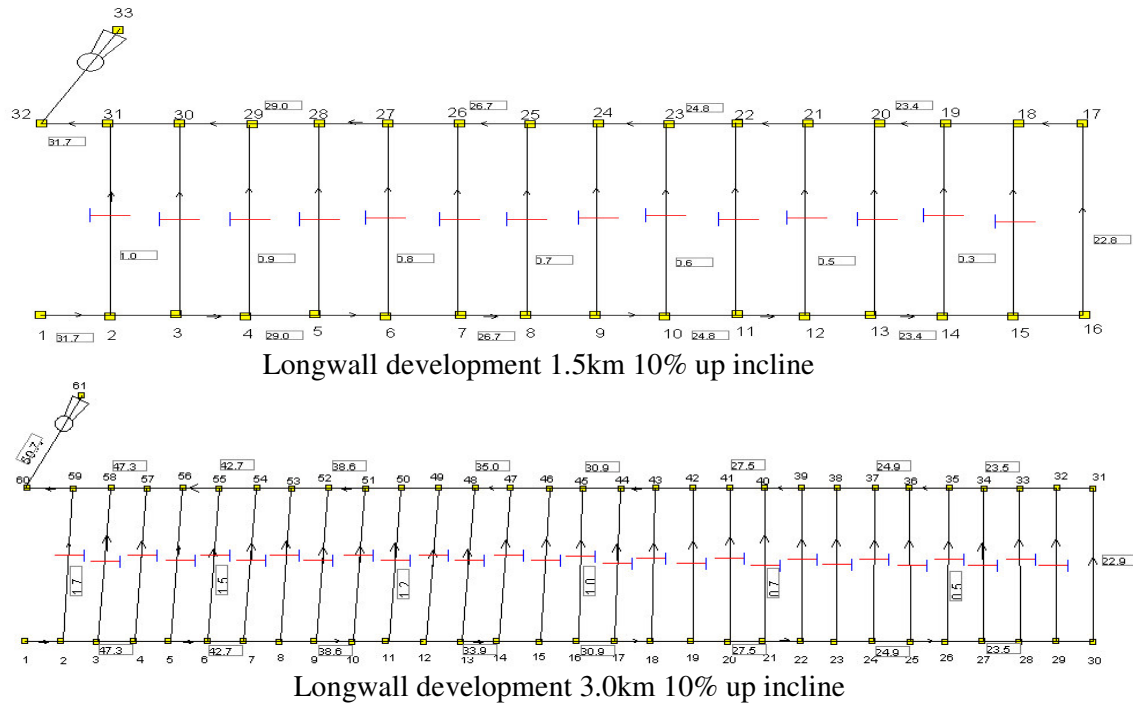 33
32 31 30 29 28 27 26 25 24 23 22 21 20 19 18 17
29.0 26.7 24.8 23.4
31.7
1.0 0.9 0.8 0.7 0.6 0.5 0.3 22.8
1 2 3 4 5 6 7 8 9 10 11 12 13 14 15 16
31.7 29.0 26.7 24.8 23.4
Longwall development 1.5km 10% up incline
61
50.7
47.3 42.7 38.6 35.0 30.9 27.5 24.9 23.5
60 59 58 57 56 55 54 53 52 51 50 49 48 47 46 45 44 43 42 41 40 39 38 37 36 35 34 33 32 31
1.7 1.5 1.2 1.0 0.7 0.5 22.9
1 2 3 4 5 6 7 8 9 10 11 12 13 14 15 16 17 18 19 20 21 22 23 24 25 26 27 28 29 30
47.3 42.7 38.6 33.9 30.9 27.5 24.9 23.5
Longwall development 3.0km 10% up incline